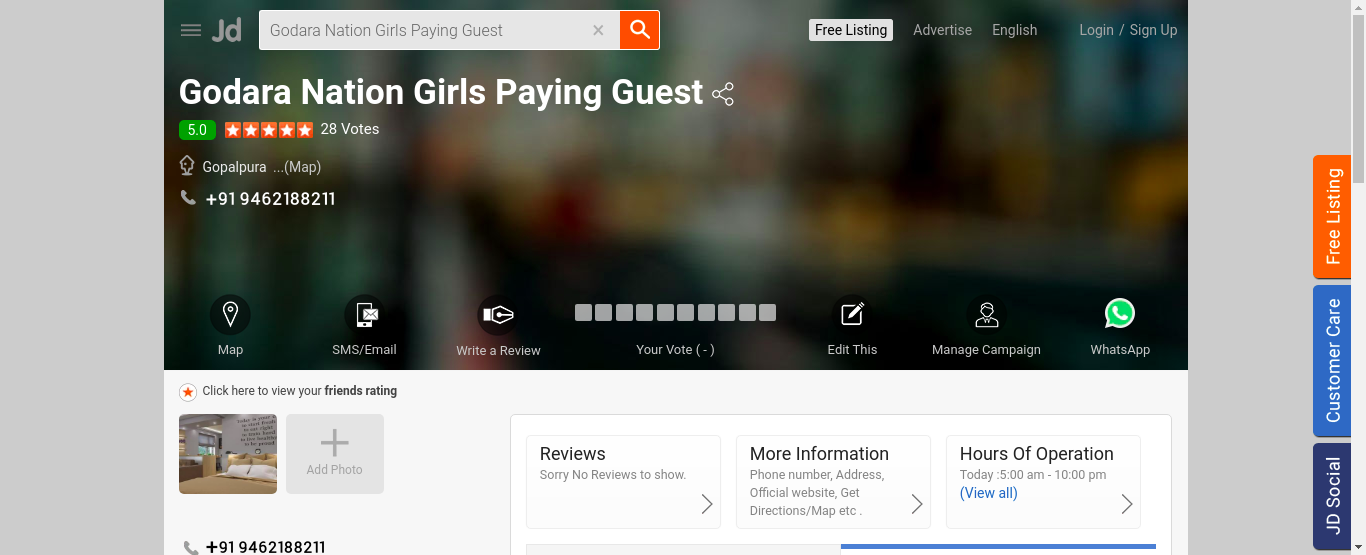 Jd
Godara Nation Girls Paying Guest
Free Listing
Advertise
English
Login / Sign Up
Godara Nation Girls Paying Guest
5.0
28 Votes
Gopalpura ...(Map)
+91 9462188211
Map
SMS/Email
Write a Review
Your Vote ( - )
Edit This
Manage Campaign
WhatsApp
Free Listing
Customer Care
JD Social
Click here to view your friends rating
Add Photo
Reviews
Sorry No Reviews to show.
More Information
Phone number, Address,
Official website, Get
Directions/Map etc .
Hours Of Operation
Today :5:00 am - 10:00 pm
(View all)
+91 9462188211